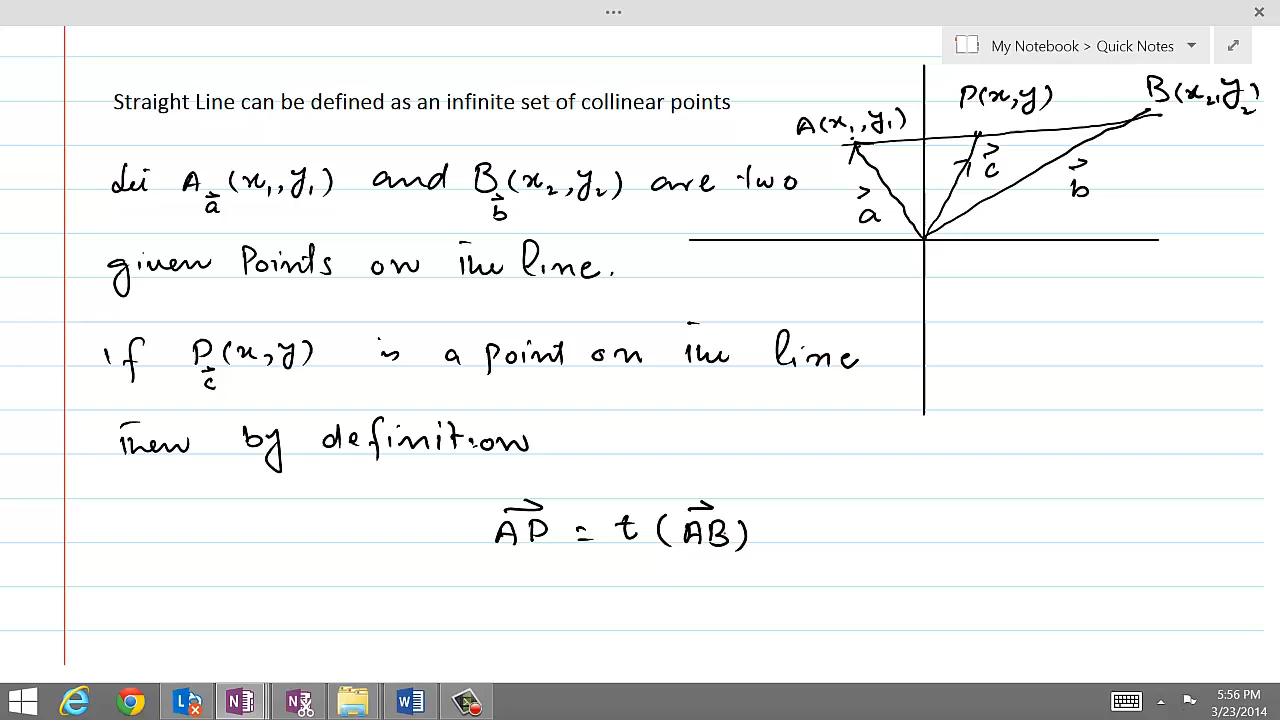 ...
My Notebook > Quick Notes
Straight Line can be defined as an infinite set of collinear points
Let A(x₁, y₁) and B(x₂, y₂) are two
a⃗ b⃗
given Points on the line.
If P(x, y) is a point on the line
c⃗
then by definition
A⃗P⃗ = t (A⃗B⃗)
A(x₁, y₁)
P(x, y)
B(x₂, y₂)
a⃗
c⃗
b⃗
5:56 PM
3/23/2014